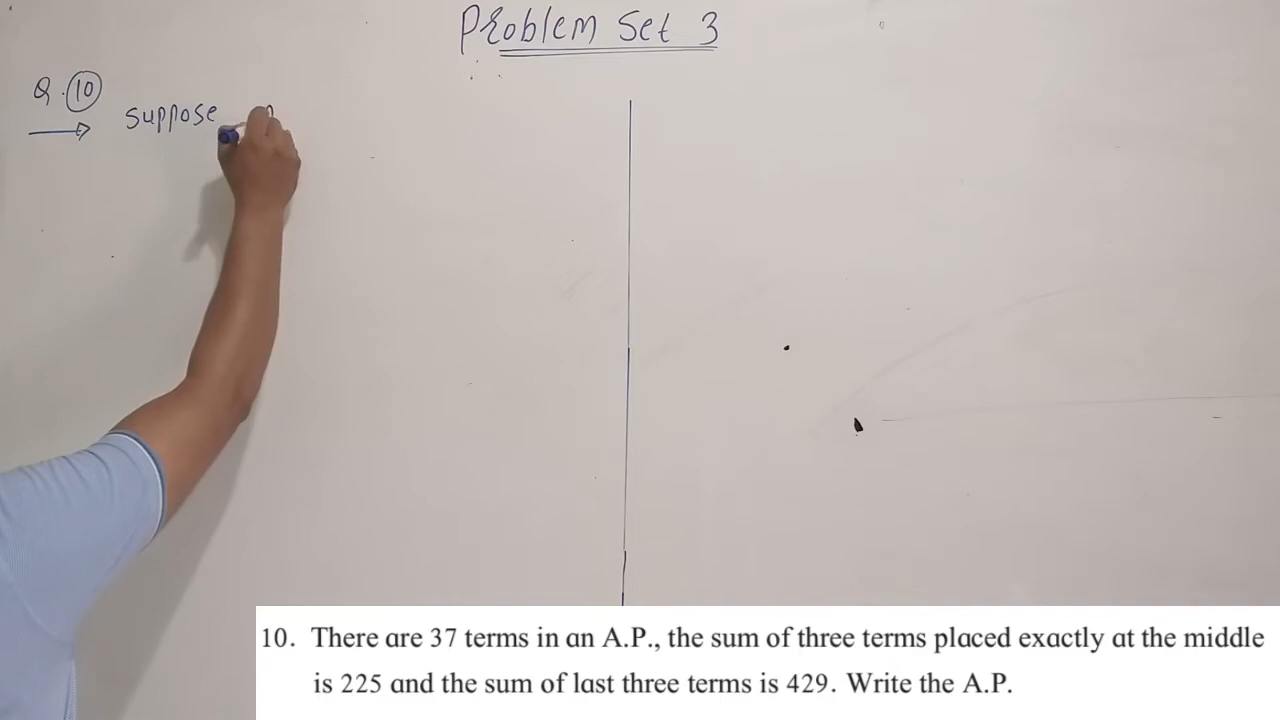 Problem Set 3
Q. 10
suppose
10. There are 37 terms in an A.P., the sum of three terms placed exactly at the middle
is 225 and the sum of last three terms is 429. Write the A.P.